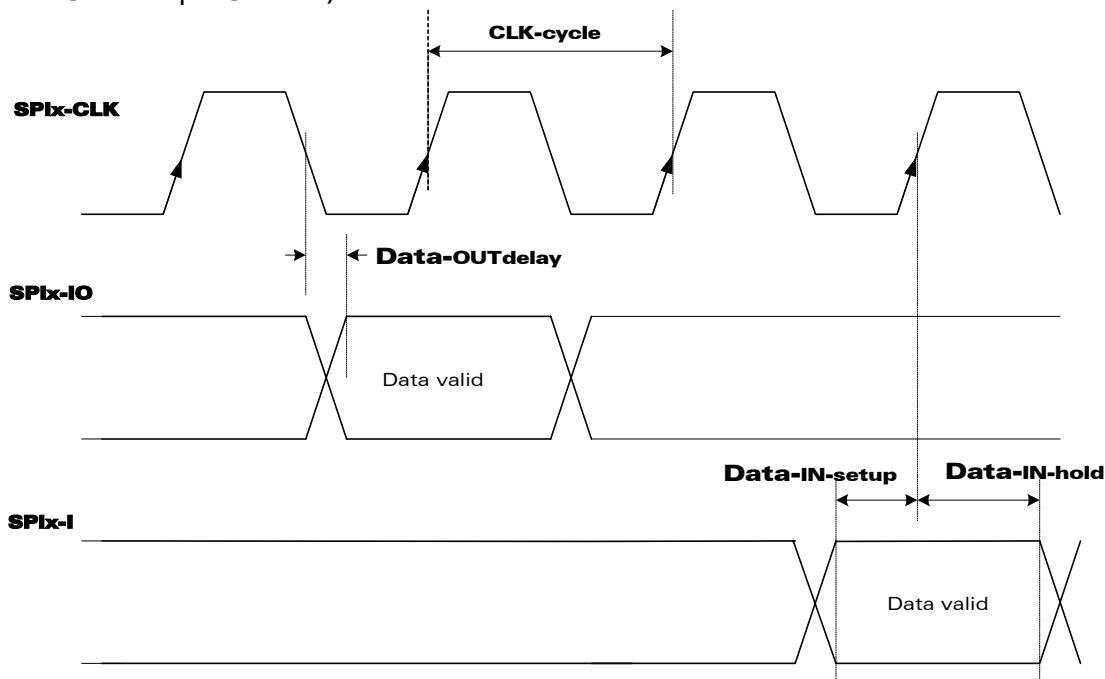 CLK-cycle
SPIx-CLK
Data-OUTdelay
SPIx-IO
Data valid
Data-IN-setup
Data-IN-hold
SPIx-I
Data valid